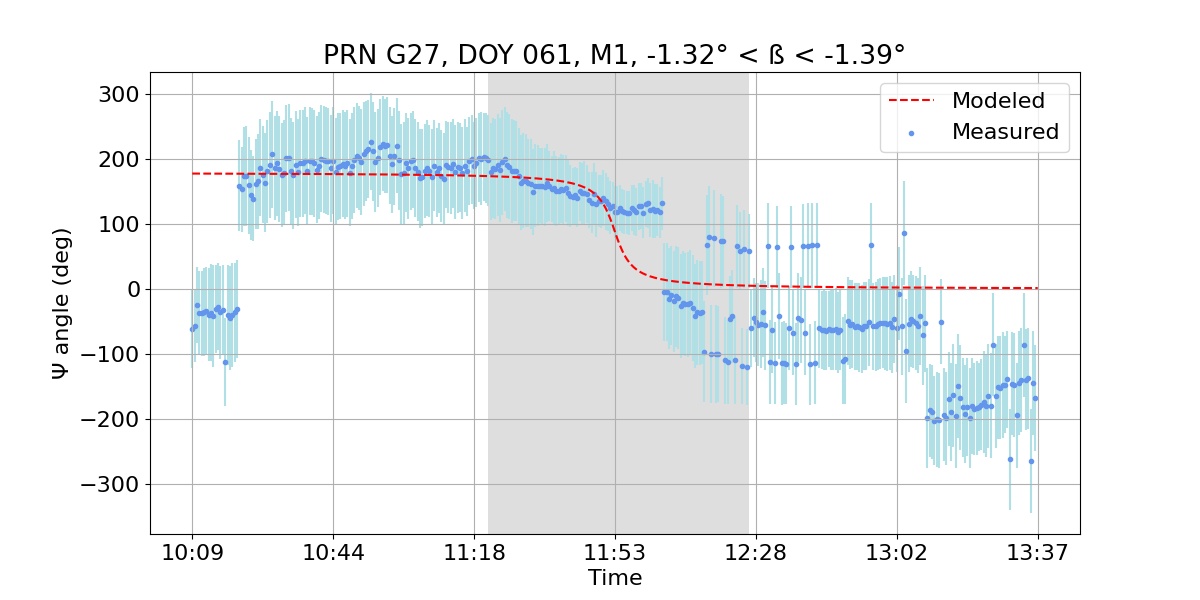 PRN G27, DOY 061, M1, -1.32° < ß < -1.39°
Ψ angle (deg)
300
200
100
0
−100
−200
−300
Modeled
Measured
10:09 10:44 11:18 11:53 12:28 13:02 13:37
Time